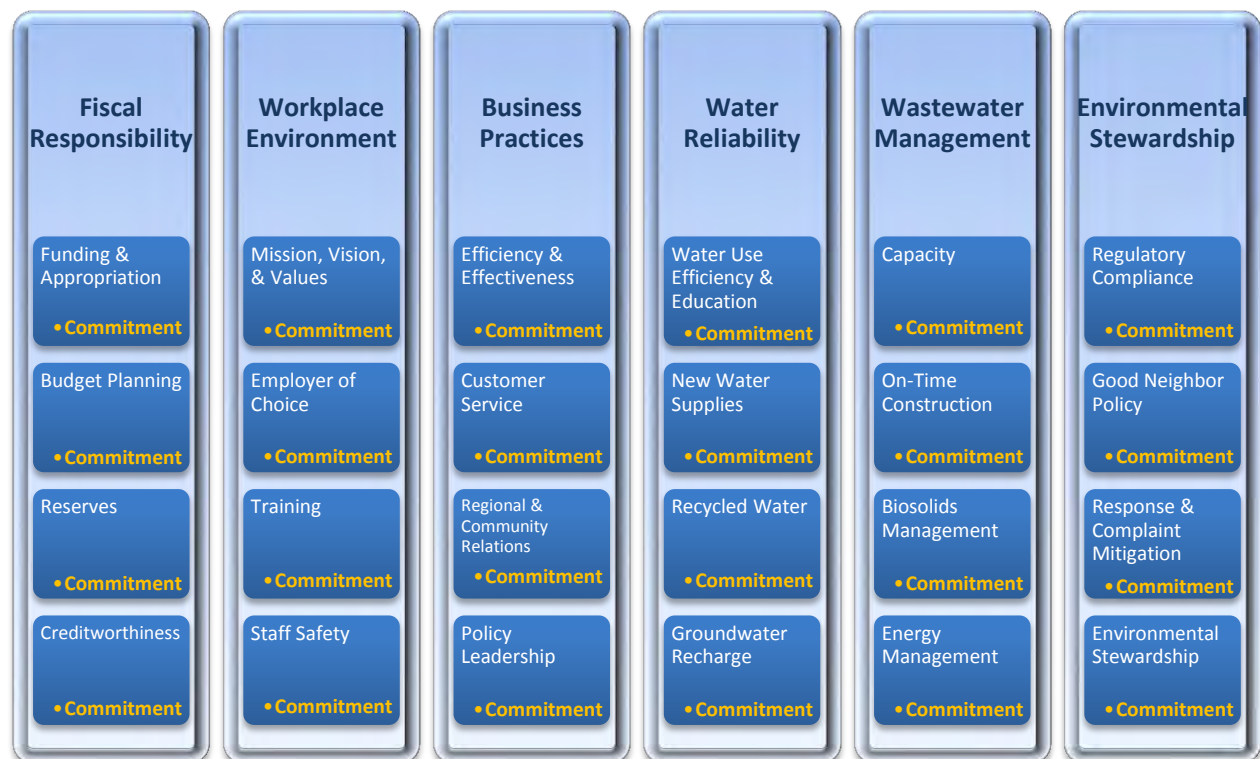 Fiscal
Responsibility
Funding &
Appropriation
•Commitment
Budget Planning
•Commitment
Reserves
•Commitment
Creditworthiness
•Commitment
Workplace
Environment
Mission, Vision,
& Values
•Commitment
Employer of
Choice
•Commitment
Training
•Commitment
Staff Safety
•Commitment
Business
Practices
Efficiency &
Effectiveness
•Commitment
Customer
Service
•Commitment
Regional &
Community
Relations
•Commitment
Policy
Leadership
•Commitment
Water
Reliability
Water Use
Efficiency &
Education
•Commitment
New Water
Supplies
•Commitment
Recycled Water
•Commitment
Groundwater
Recharge
•Commitment
Wastewater
Management
Capacity
•Commitment
On-Time
Construction
•Commitment
Biosolids
Management
•Commitment
Energy
Management
•Commitment
Environmental
Stewardship
Regulatory
Compliance
•Commitment
Good Neighbor
Policy
•Commitment
Response &
Complaint
Mitigation
•Commitment
Environmental
Stewardship
•Commitment